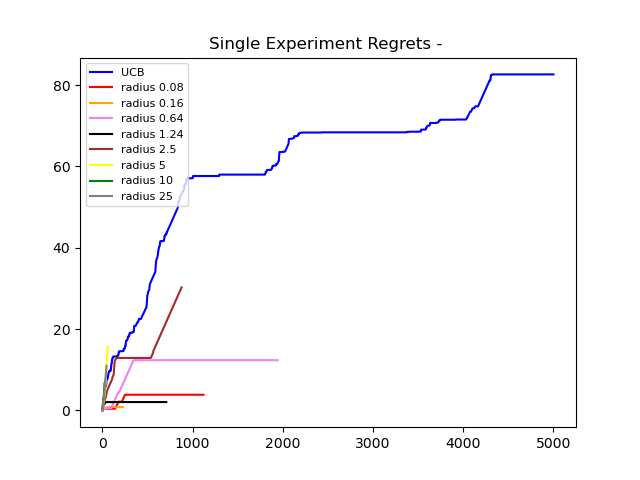 Single Experiment Regrets -
UCB
radius 0.08
radius 0.16
radius 0.64
radius 1.24
radius 2.5
radius 5
radius 10
radius 25
80
60
40
20
0
0 1000 2000 3000 4000 5000